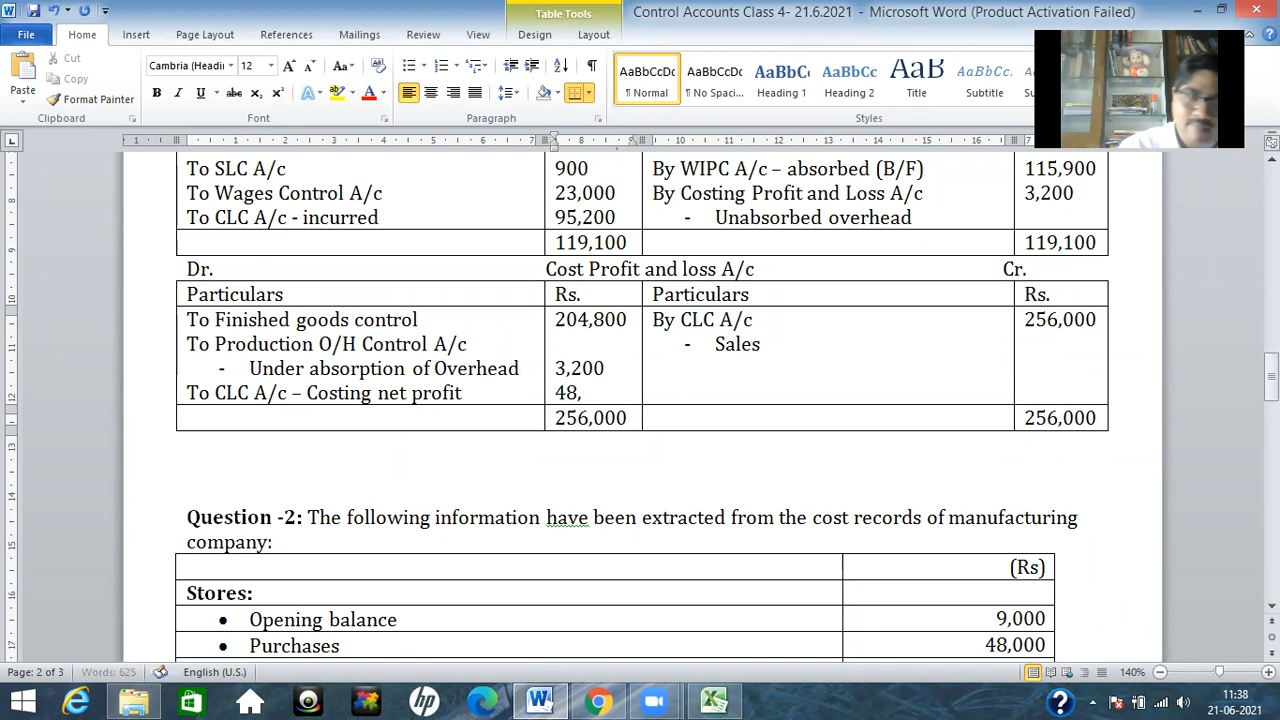 Table Tools
Control Accounts Class 4- 21.6.2021 - Microsoft Word (Product Activation Failed)
File Home Insert Page Layout References Mailings Review View Design Layout
Paste
Cut
Copy
Format Painter
Clipboard
Cambria (Headi 12
Font
Paragraph
AaBbCcDc AaBbCcDc AaBbCc AaBbCc AaB AaBbCcD
¶ Normal ¶ No Spaci... Heading 1 Heading 2 Title Subtitle
Styles
To SLC A/c 900 By WIPC A/c – absorbed (B/F) 115,900
To Wages Control A/c 23,000 By Costing Profit and Loss A/c 3,200
To CLC A/c - incurred 95,200 - Unabsorbed overhead
119,100 119,100
Dr. Cost Profit and loss A/c Cr.
Particulars Rs. Particulars Rs.
To Finished goods control 204,800 By CLC A/c 256,000
To Production O/H Control A/c - Sales
- Under absorption of Overhead 3,200
To CLC A/c – Costing net profit 48,
256,000 256,000
Question -2: The following information have been extracted from the cost records of manufacturing
company:
(Rs)
Stores:
• Opening balance 9,000
• Purchases 48,000
Page: 2 of 3 Words: 625 English (U.S.) 140%
11:38
21-06-2021